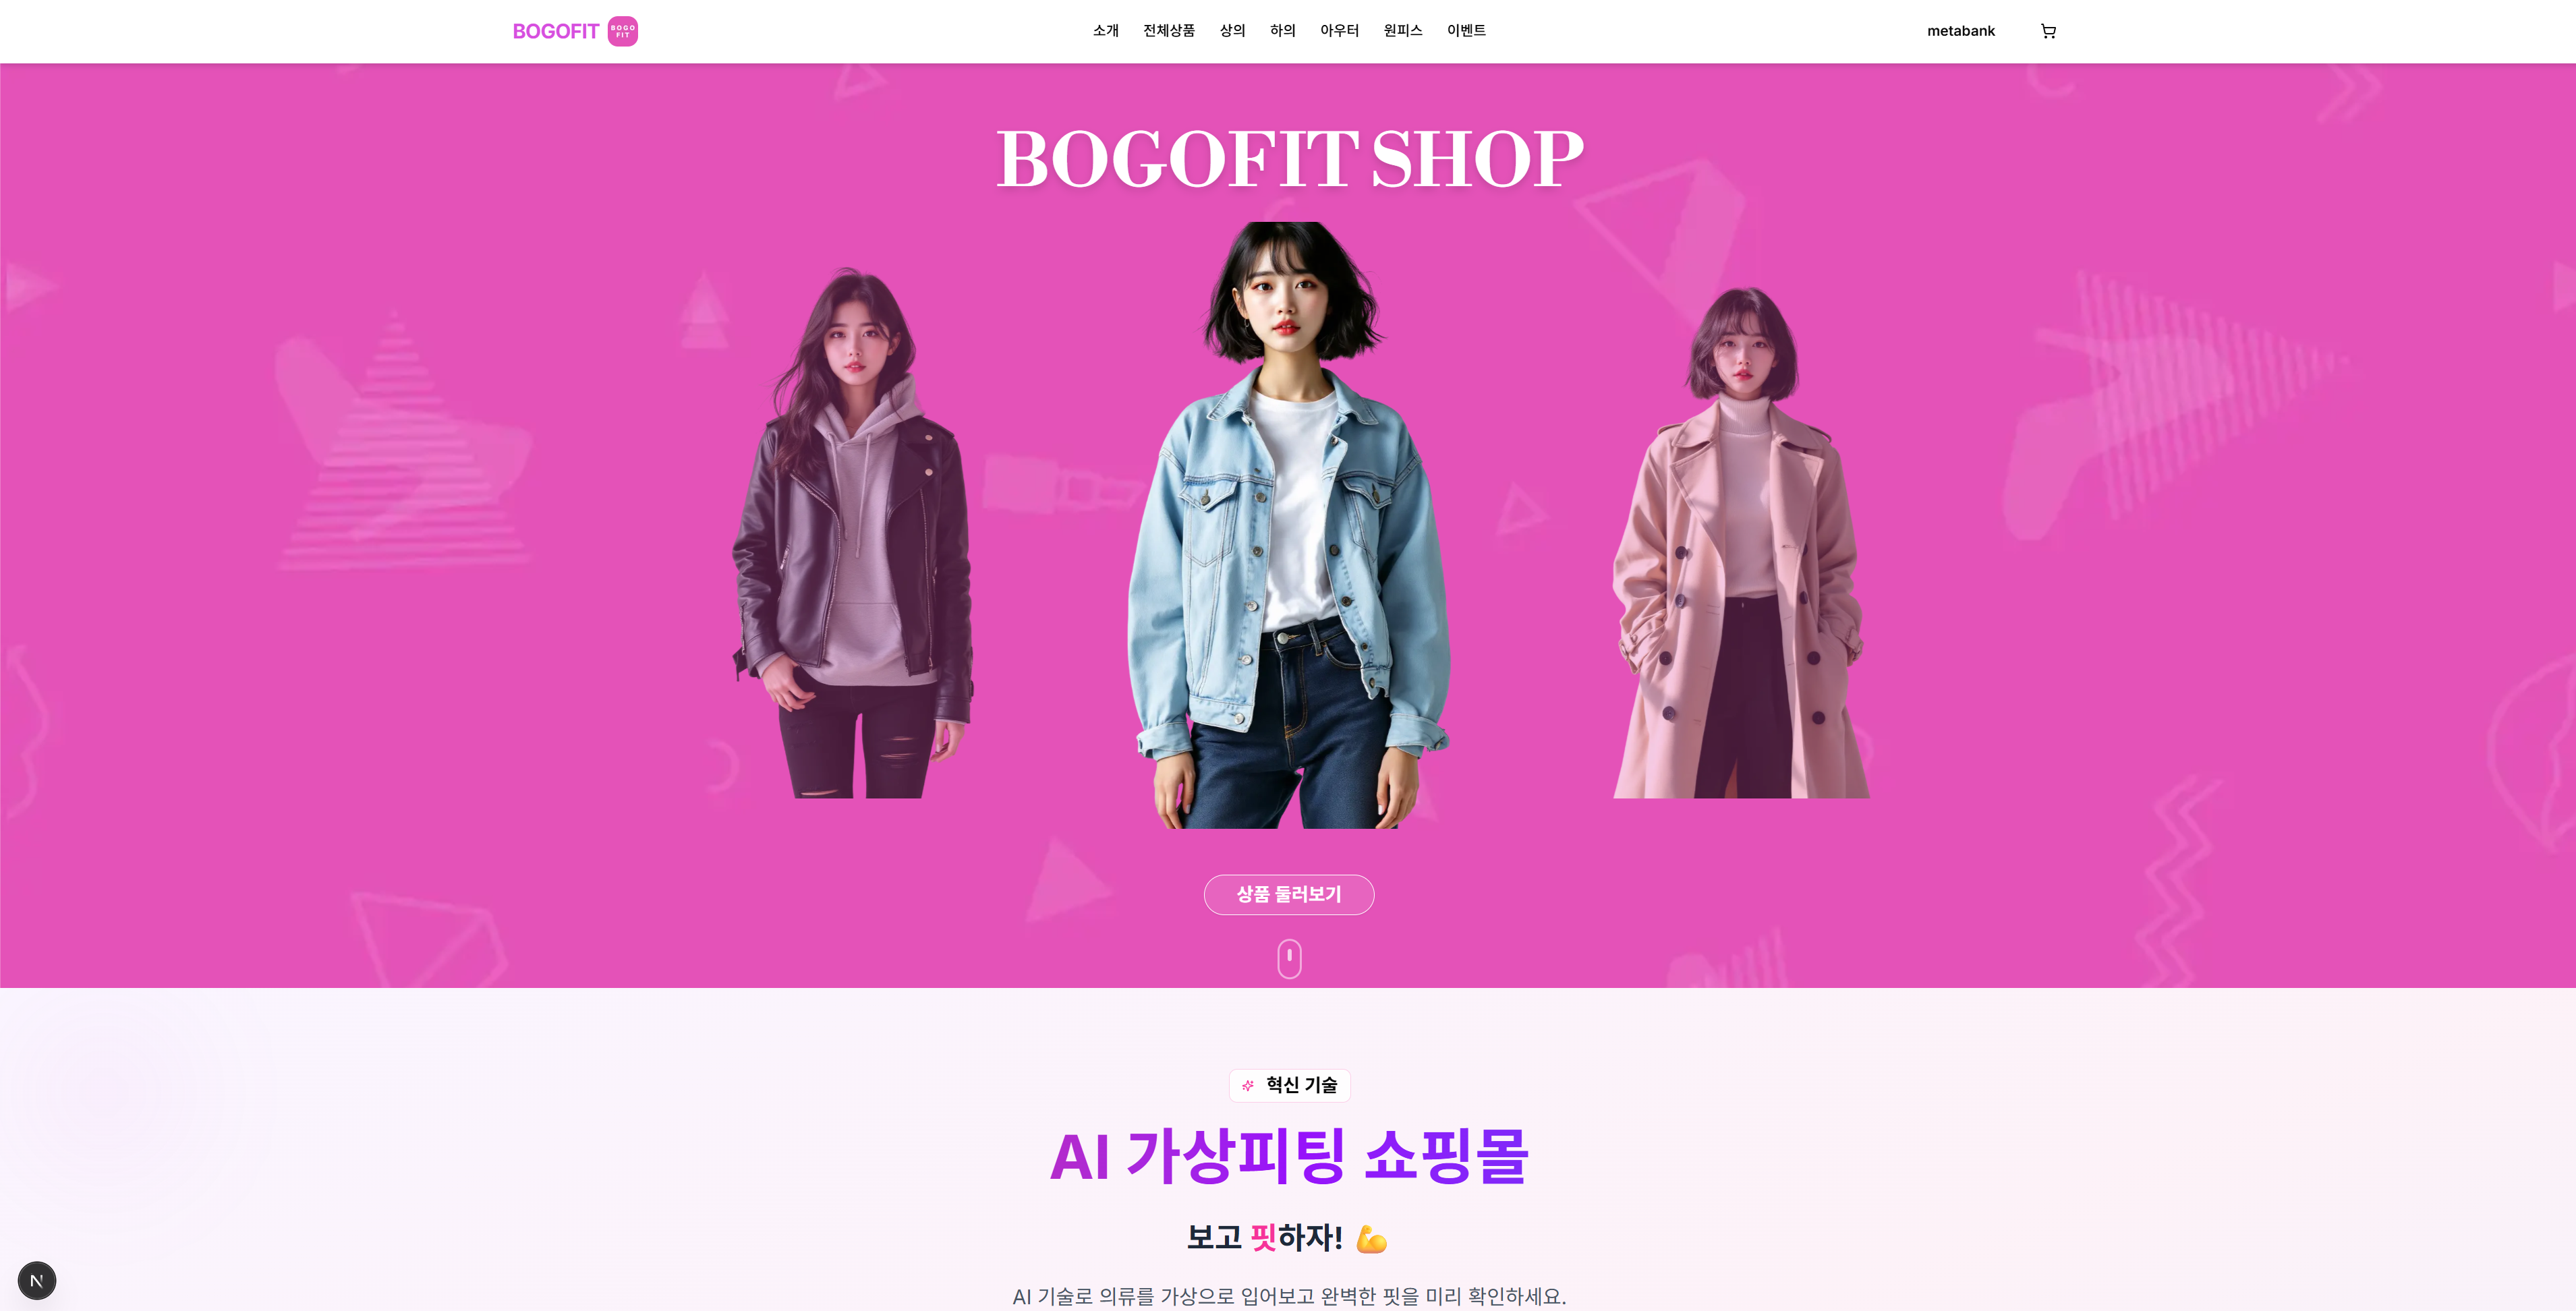 BOGOFIT
BOGO
FIT
소개 전체상품 상의 하의 아우터 원피스 이벤트
metabank
BOGOFIT SHOP
상품 둘러보기
혁신 기술
AI 가상피팅 쇼핑몰
보고 핏하자! 💪
AI 기술로 의류를 가상으로 입어보고 완벽한 핏을 미리 확인하세요.
N